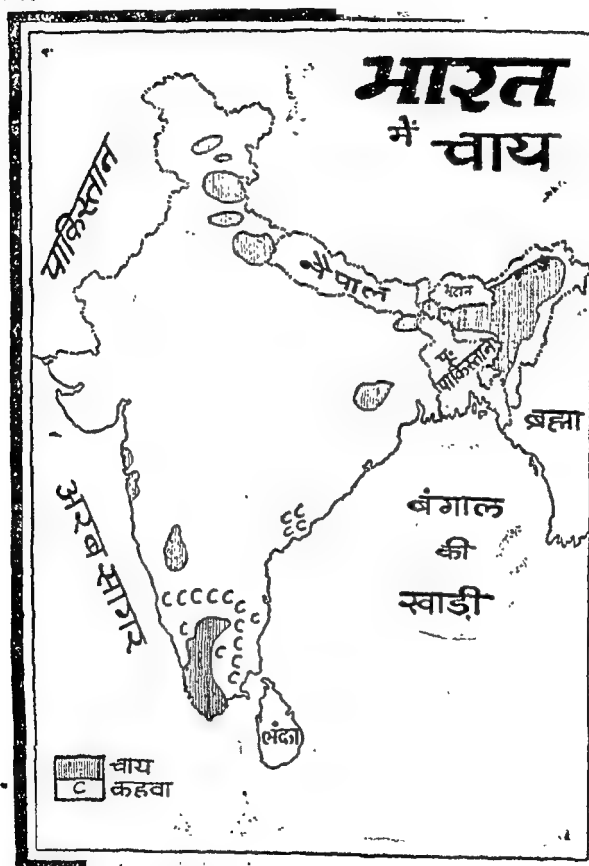 भारत
में चाय
पाकिस्तान
नैपाल
भूटान
पू. पाकिस्तान
ब्रह्मा
अरब सागर
बंगाल
की
खाड़ी
C C
C C
C C C C C C
C C
C C
C C
C
C
लंका
चाय
C कहवा